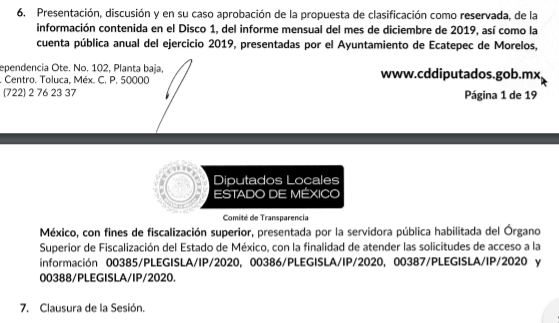 6. Presentación, discusión y en su caso aprobación de la propuesta de clasificación como reservada, de la
información contenida en el Disco 1, del informe mensual del mes de diciembre de 2019, así como la
cuenta pública anual del ejercicio 2019, presentadas por el Ayuntamiento de Ecatepec de Morelos,
ependencia Ote. No. 102, Planta baja,
. Centro. Toluca, Méx. C. P. 50000
(722) 2 76 23 37
www.cddiputados.gob.mx
Página 1 de 19
Diputados Locales
ESTADO DE MÉXICO
Comité de Transparencia
México, con fines de fiscalización superior, presentada por la servidora pública habilitada del Órgano
Superior de Fiscalización del Estado de México, con la finalidad de atender las solicitudes de acceso a la
información 00385/PLEGISLA/IP/2020, 00386/PLEGISLA/IP/2020, 00387/PLEGISLA/IP/2020 y
00388/PLEGISLA/IP/2020.
7. Clausura de la Sesión.